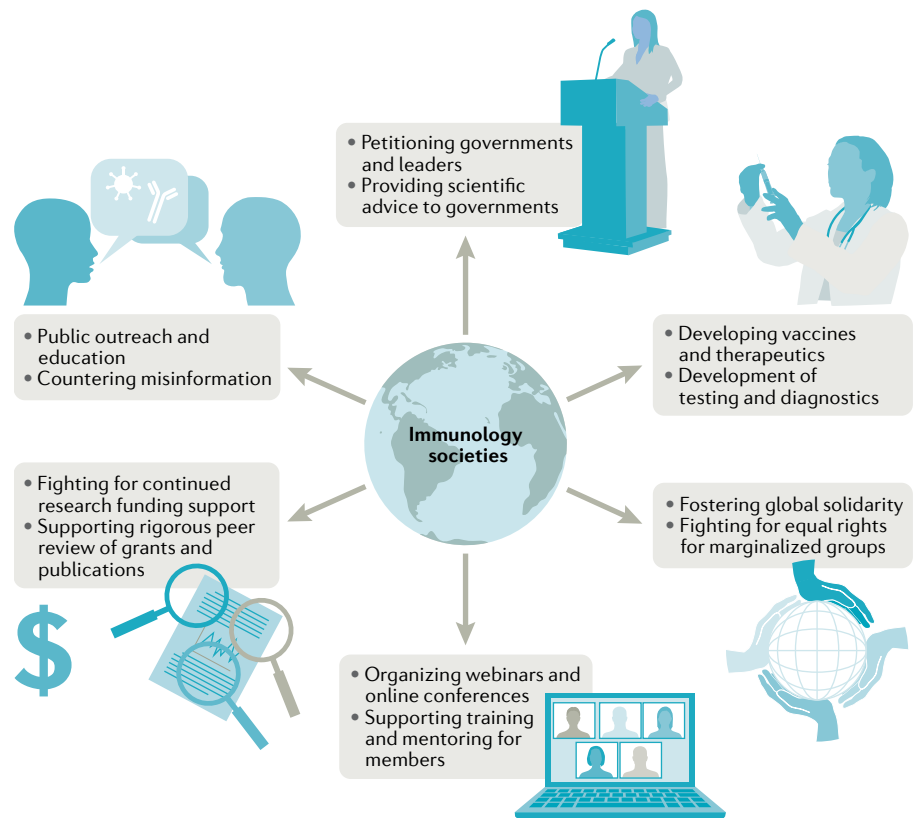 • Petitioning governments
and leaders
• Providing scientific
advice to governments
• Public outreach and
education
• Countering misinformation
• Developing vaccines
and therapeutics
• Development of
testing and diagnostics
Immunology
societies
• Fighting for continued
research funding support
• Supporting rigorous peer
review of grants and
publications
$
• Fostering global solidarity
• Fighting for equal rights
for marginalized groups
• Organizing webinars and
online conferences
• Supporting training
and mentoring for
members